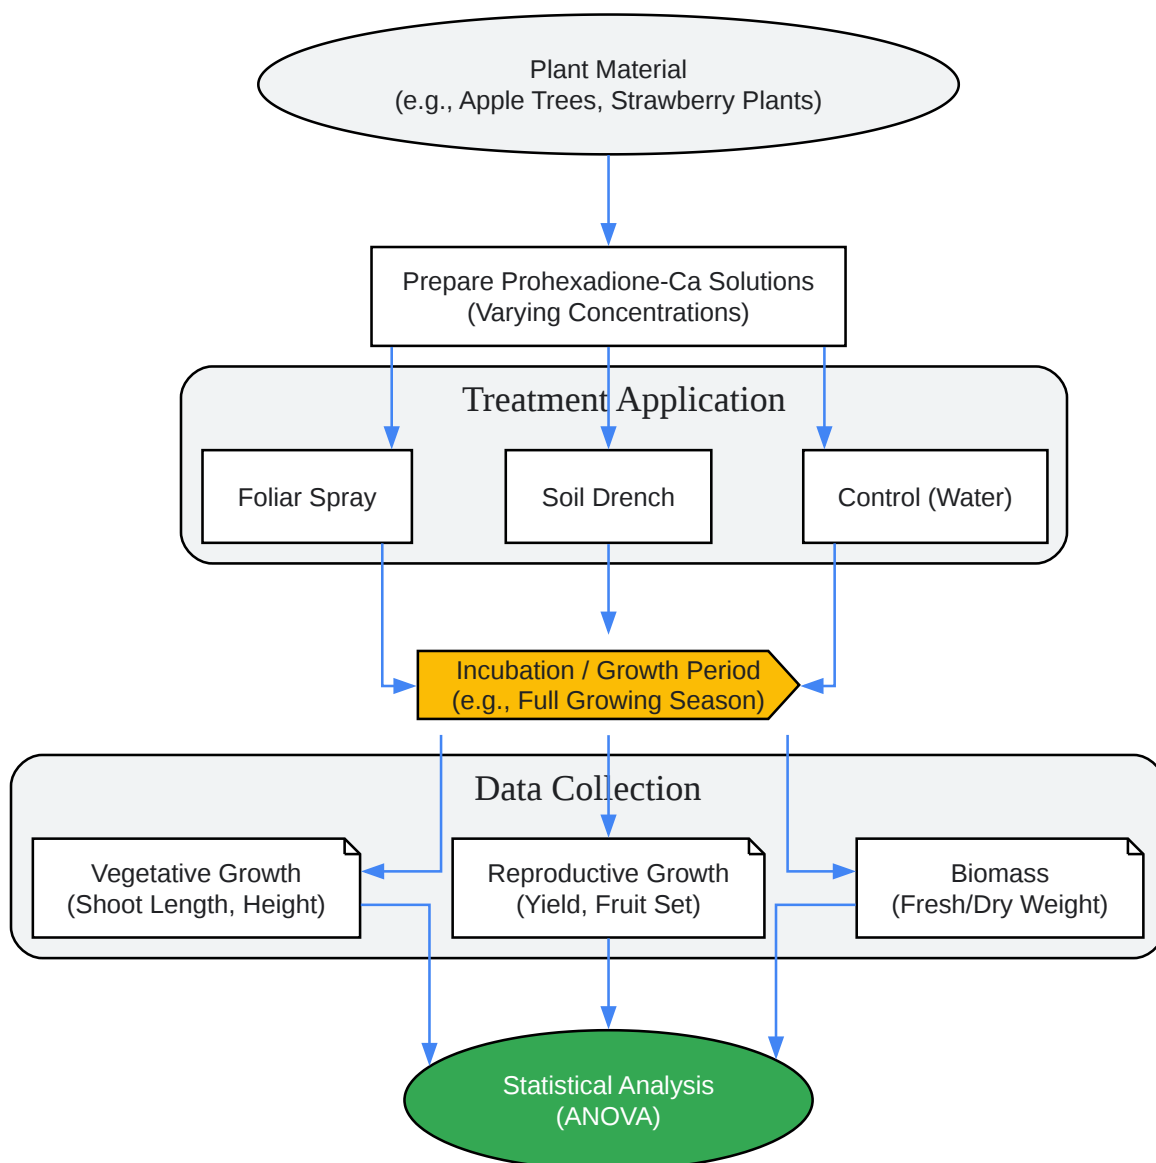 Plant Material
(e.g., Apple Trees, Strawberry Plants)
Prepare Prohexadione-Ca Solutions
(Varying Concentrations)
Treatment Application
Foliar Spray
Soil Drench
Control (Water)
Incubation / Growth Period
(e.g., Full Growing Season)
Data Collection
Vegetative Growth
(Shoot Length, Height)
Reproductive Growth
(Yield, Fruit Set)
Biomass
(Fresh/Dry Weight)
Statistical Analysis
(ANOVA)